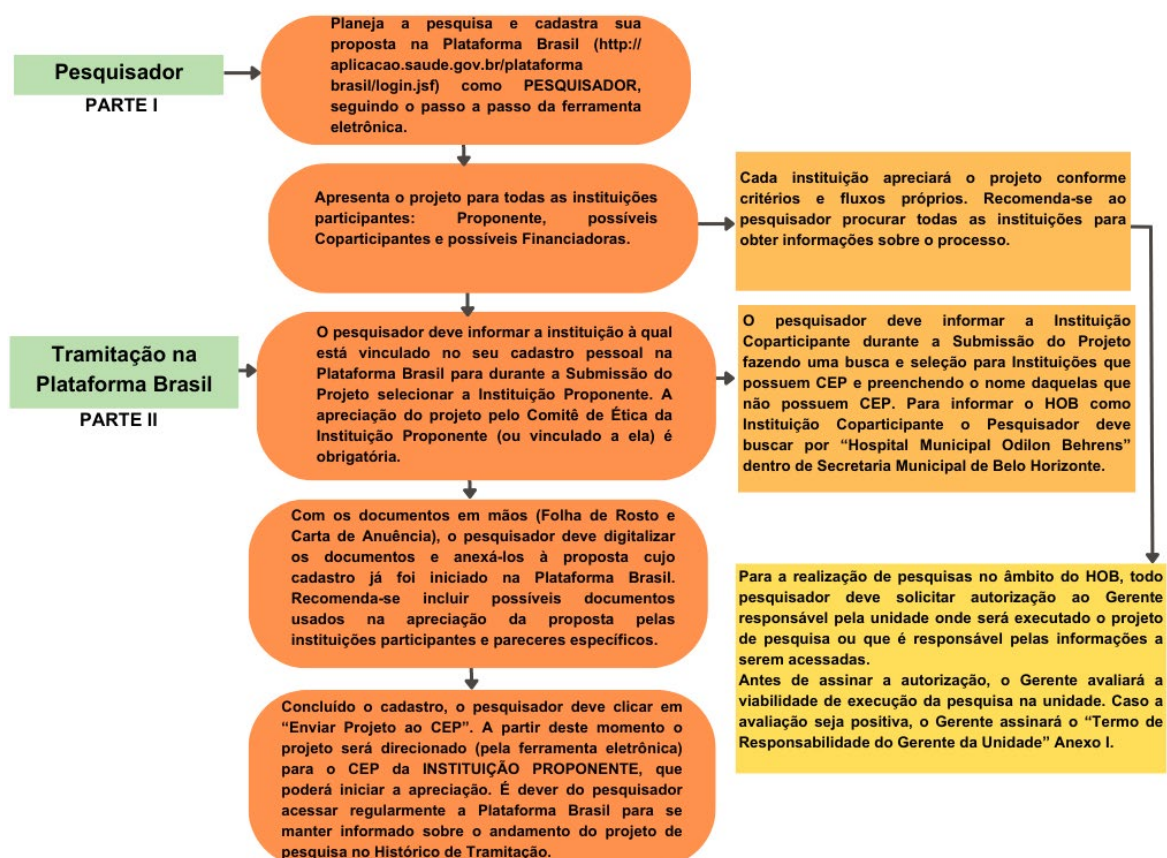 Pesquisador
PARTE I
Planeja a pesquisa e cadastra sua
proposta na Plataforma Brasil (http://
aplicacao.saude.gov.br/plataforma
brasil/login.jsf) como PESQUISADOR,
seguindo o passo a passo da ferramenta
eletrônica.
Apresenta o projeto para todas as instituições
participantes: Proponente, possíveis
Coparticipantes e possíveis Financiadoras.
Cada instituição apreciará o projeto conforme
critérios e fluxos próprios. Recomenda-se ao
pesquisador procurar todas as instituições para
obter informações sobre o processo.
Tramitação na
Plataforma Brasil
PARTE II
O pesquisador deve informar a instituição à qual
está vinculado no seu cadastro pessoal na
Plataforma Brasil para durante a Submissão do
Projeto selecionar a Instituição Proponente. A
apreciação do projeto pelo Comitê de Ética da
Instituição Proponente (ou vinculado a ela) é
obrigatória.
O pesquisador deve informar a Instituição
Coparticipante durante a Submissão do Projeto
fazendo uma busca e seleção para Instituições que
possuem CEP e preenchendo o nome daquelas que
não possuem CEP. Para informar o HOB como
Instituição Coparticipante o Pesquisador deve
buscar por “Hospital Municipal Odilon Behrens”
dentro de Secretaria Municipal de Belo Horizonte.
Com os documentos em mãos (Folha de Rosto e
Carta de Anuência), o pesquisador deve digitalizar
os documentos e anexá-los à proposta cujo
cadastro já foi iniciado na Plataforma Brasil.
Recomenda-se incluir possíveis documentos
usados na apreciação da proposta pelas
instituições participantes e pareceres específicos.
Para a realização de pesquisas no âmbito do HOB, todo
pesquisador deve solicitar autorização ao Gerente
responsável pela unidade onde será executado o projeto
de pesquisa ou que é responsável pelas informações a
serem acessadas.
Antes de assinar a autorização, o Gerente avaliará a
viabilidade de execução da pesquisa na unidade. Caso a
avaliação seja positiva, o Gerente assinará o “Termo de
Responsabilidade do Gerente da Unidade” Anexo I.
Concluído o cadastro, o pesquisador deve clicar em
“Enviar Projeto ao CEP”. A partir deste momento o
projeto será direcionado (pela ferramenta eletrônica)
para o CEP da INSTITUIÇÃO PROPONENTE, que
poderá iniciar a apreciação. É dever do pesquisador
acessar regularmente a Plataforma Brasil para se
manter informado sobre o andamento do projeto de
pesquisa no Histórico de Tramitação.